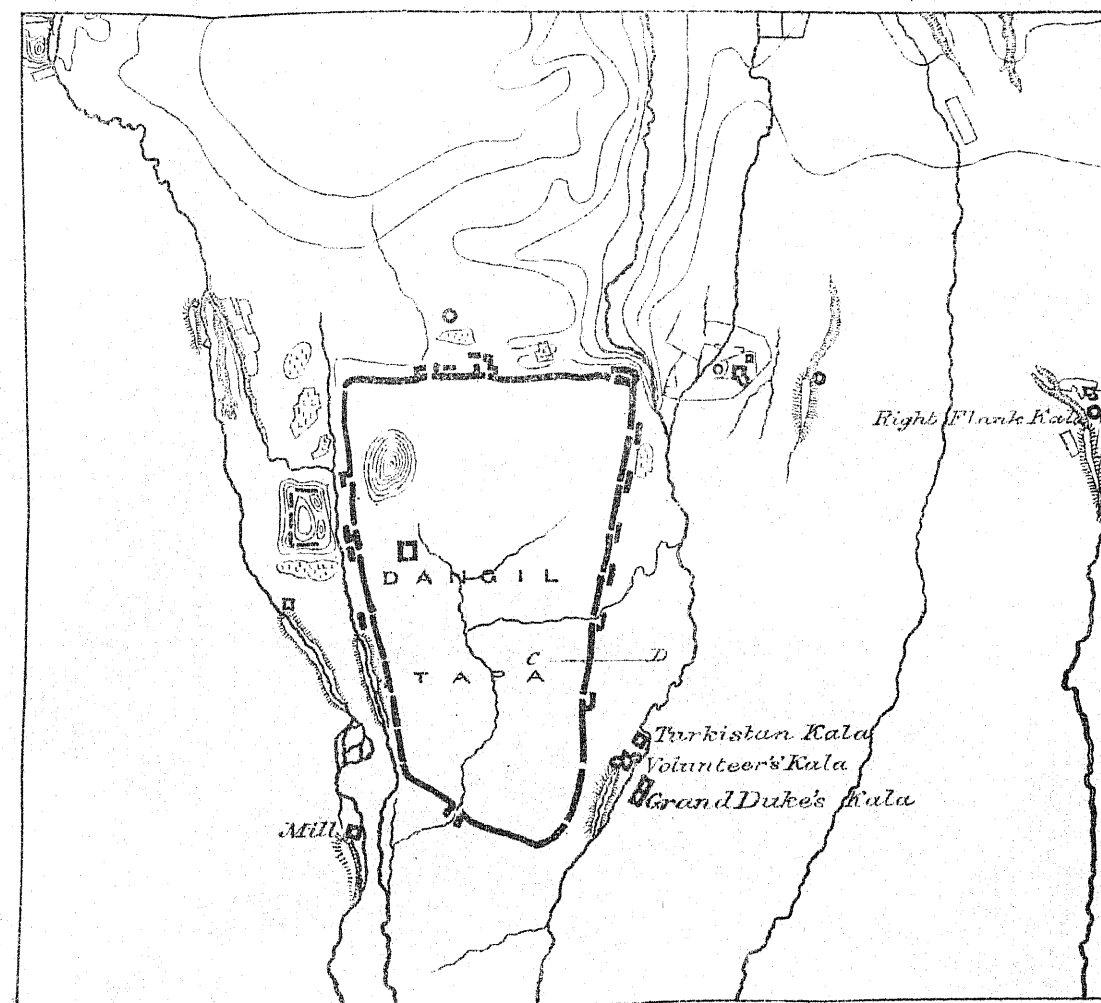 Right Flank Kala
DANGIL
C D
TAPA
Turkistan Kala
Volunteer's Kala
Grand Duke's Kala
Mill